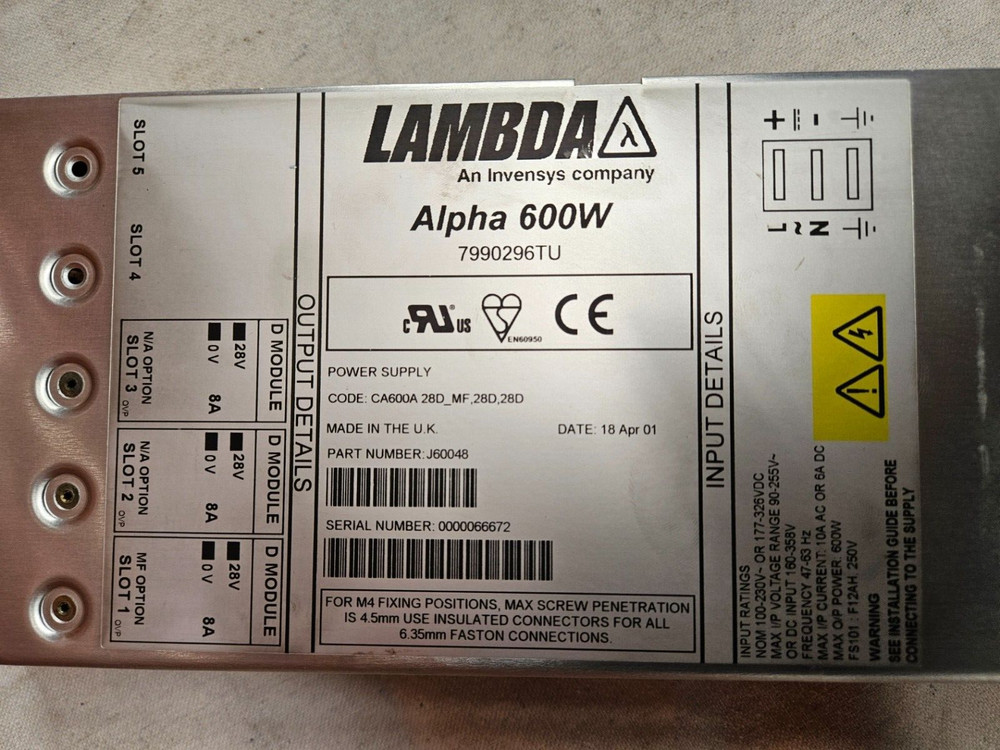 SLOT 5
SLOT 4
D MODULE
28V
0V 8A
N/A OPTION
SLOT 3 OVP
D MODULE
28V
0V 8A
N/A OPTION
SLOT 2 OVP
D MODULE
28V
0V 8A
MF OPTION
SLOT 1 OVP
OUTPUT DETAILS
LAMBDA λ
An Invensys company
Alpha 600W
7990296TU
c RU ® US EN60950 CE
POWER SUPPLY
CODE: CA600A 28D_MF,28D,28D
MADE IN THE U.K. DATE: 18 Apr 01
PART NUMBER: J60048
SERIAL NUMBER: 0000066672
FOR M4 FIXING POSITIONS, MAX SCREW PENETRATION
IS 4.5mm USE INSULATED CONNECTORS FOR ALL
6.35mm FASTON CONNECTIONS.
INPUT DETAILS
+ -
L ~ N
INPUT RATINGS
NOM 100-230V~ OR 177-326VDC
MAX I/P VOLTAGE RANGE 90-255V~
OR DC INPUT 160-358V
FREQUENCY 47-63 Hz
MAX I/P CURRENT: 10A AC OR 6A DC
MAX O/P POWER: 600W
FS101 : F12AH 250V
WARNING
SEE INSTALLATION GUIDE BEFORE
CONNECTING TO THE SUPPLY